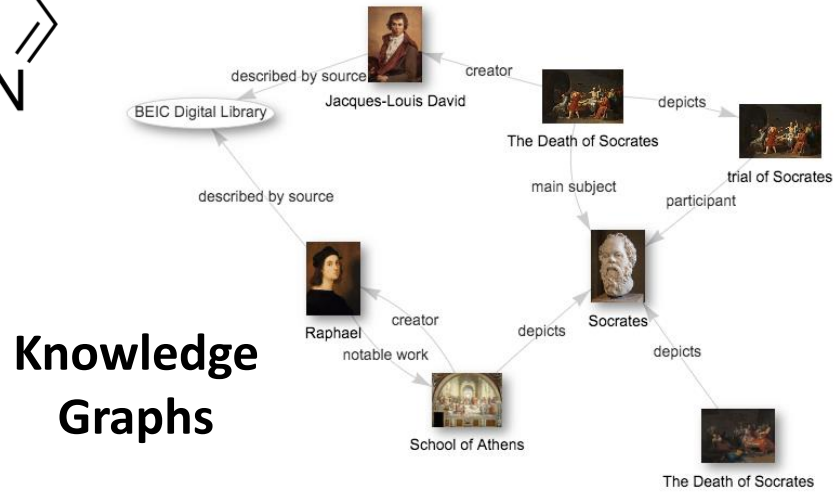 N
described by source
creator
Jacques-Louis David
BEIC Digital Library
depicts
The Death of Socrates
trial of Socrates
main subject
participant
described by source
Raphael
creator
notable work
depicts
Socrates
depicts
Knowledge
Graphs
School of Athens
The Death of Socrates